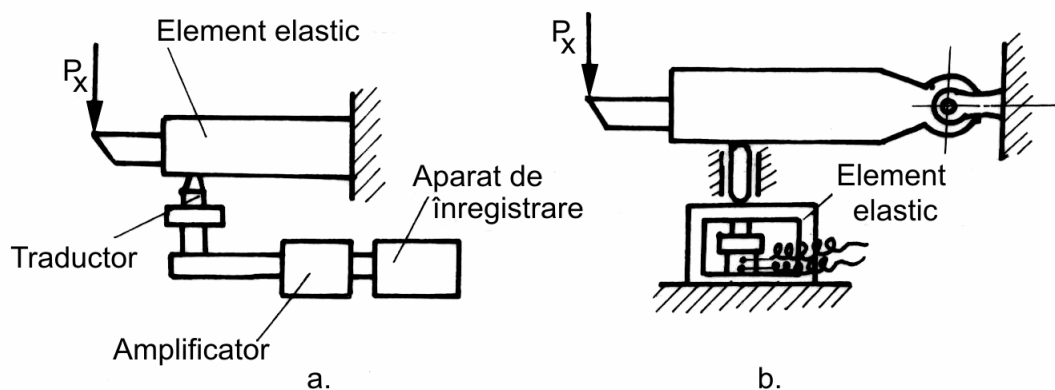 Element elastic
Px
Traductor
Aparat de
înregistrare
Amplificator
a.
Px
Element
elastic
b.